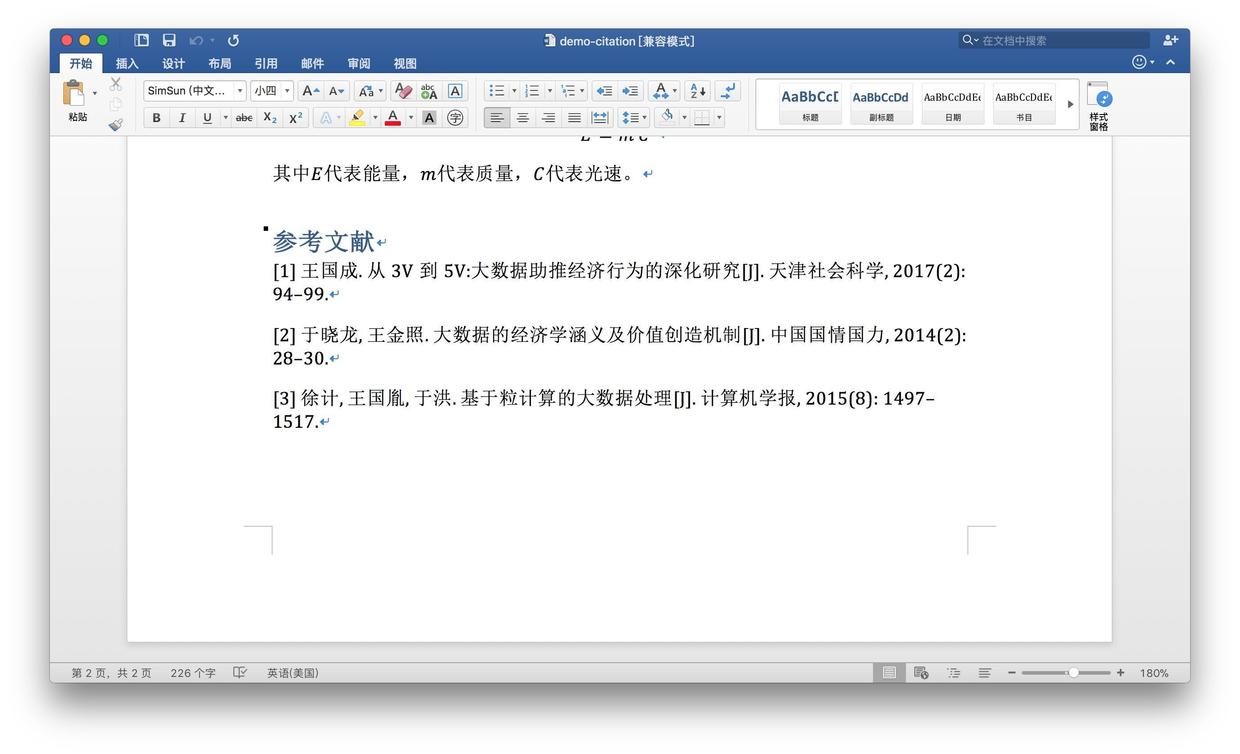 demo-citation [兼容模式]
在文档中搜索
开始 插入 设计 布局 引用 邮件 审阅 视图
粘贴
SimSun (中文... 小四
AaBbCcI AaBbCcDd AaBbCcDdEe AaBbCcDdEe
标题 副标题 日期 书目
样式
窗格
其中E代表能量，m代表质量，C代表光速。
参考文献
[1] 王国成. 从 3V 到 5V:大数据助推经济行为的深化研究[J]. 天津社会科学, 2017(2):
94–99.
[2] 于晓龙, 王金照. 大数据的经济学涵义及价值创造机制[J]. 中国国情国力, 2014(2):
28–30.
[3] 徐计, 王国胤, 于洪. 基于粒计算的大数据处理[J]. 计算机学报, 2015(8): 1497–
1517.
第 2 页，共 2 页 226 个字 英语(美国) 180%